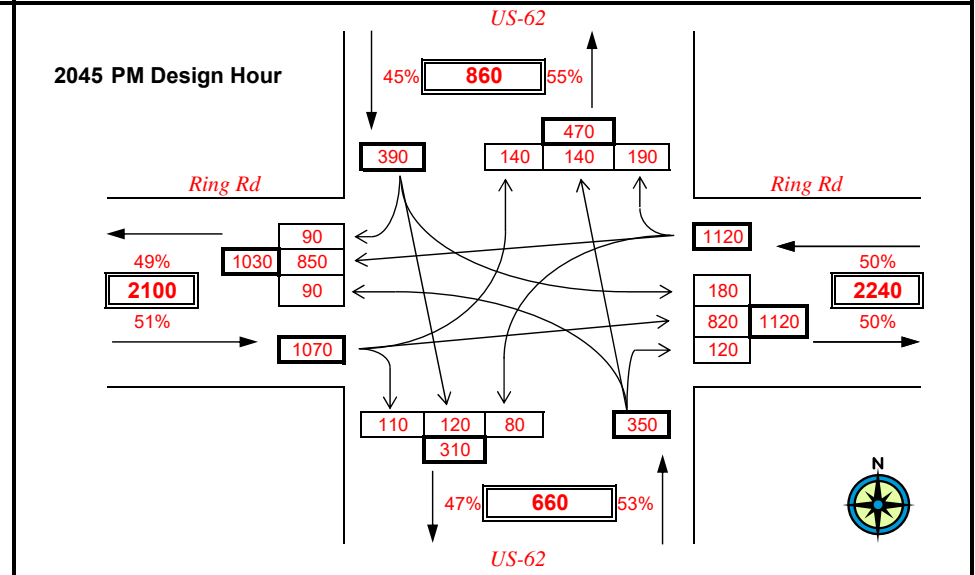 US-62
2045 PM Design Hour
45% 860 55%
470
390 140 140 190
Ring Rd Ring Rd
90 1120
49% 1030 850 50%
2100 90 180 2240
51% 820 1120 50%
1070 120
110 120 80 350
310
N
47% 660 53%
US-62